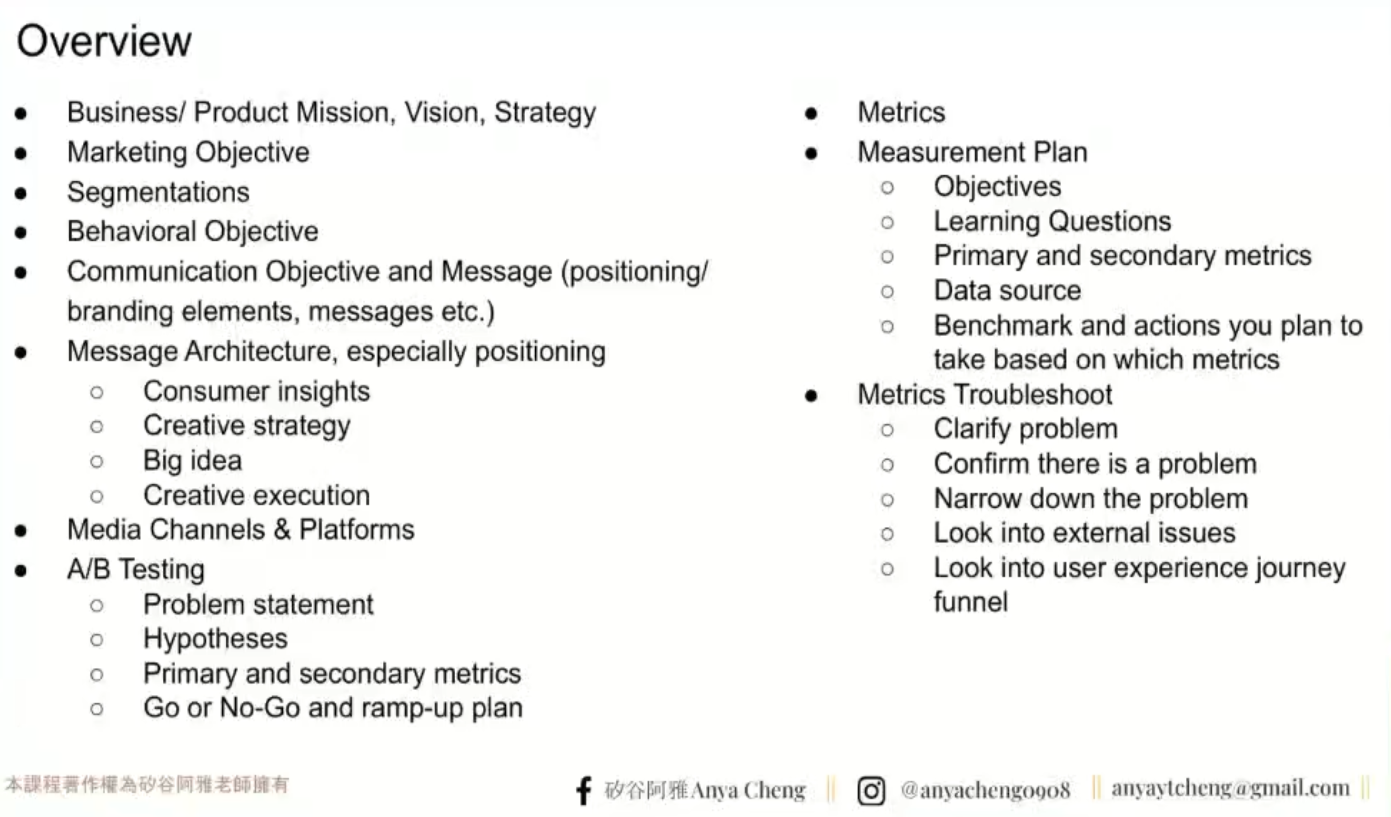 Overview
● Business/ Product Mission, Vision, Strategy
● Marketing Objective
● Segmentations
● Behavioral Objective
● Communication Objective and Message (positioning/
branding elements, messages etc.)
● Message Architecture, especially positioning
○ Consumer insights
○ Creative strategy
○ Big idea
○ Creative execution
● Media Channels & Platforms
● A/B Testing
○ Problem statement
○ Hypotheses
○ Primary and secondary metrics
○ Go or No-Go and ramp-up plan
● Metrics
● Measurement Plan
○ Objectives
○ Learning Questions
○ Primary and secondary metrics
○ Data source
○ Benchmark and actions you plan to
take based on which metrics
● Metrics Troubleshoot
○ Clarify problem
○ Confirm there is a problem
○ Narrow down the problem
○ Look into external issues
○ Look into user experience journey
funnel
本課程著作權為矽谷阿雅老師擁有
矽谷阿雅Anya Cheng || @anyacheng0908 || anyaytcheng@gmail.com ||